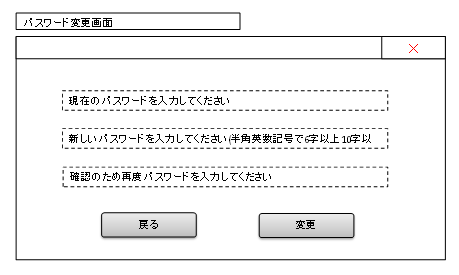 パスワード変更画面
現在のパスワードを入力してください
新しいパスワードを入力してください(半角英数記号で6字以上10字以
確認のため再度パスワードを入力してください
戻る
変更